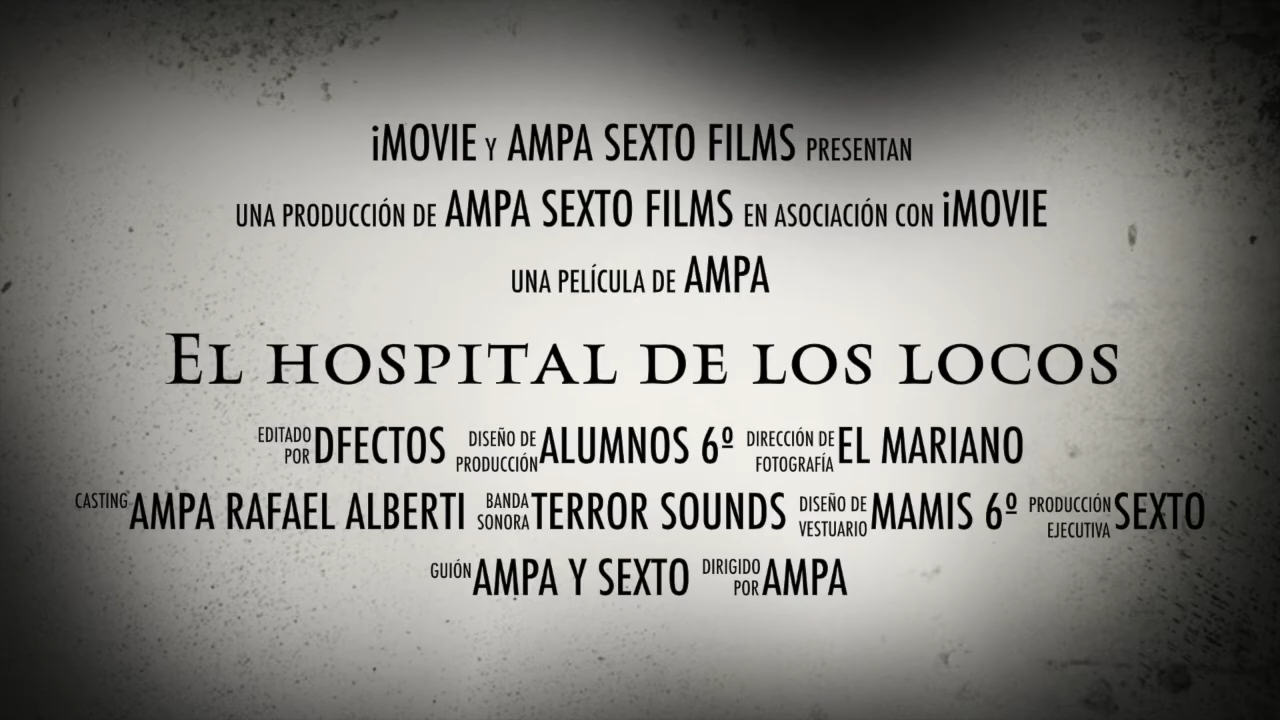 iMOVIE Y AMPA SEXTO FILMS PRESENTAN
UNA PRODUCCIÓN DE AMPA SEXTO FILMS EN ASOCIACIÓN CON iMOVIE
UNA PELÍCULA DE AMPA
EL HOSPITAL DE LOS LOCOS
EDITADO POR DFECTOS DISEÑO DE PRODUCCIÓN ALUMNOS 6º DIRECCIÓN DE FOTOGRAFÍA EL MARIANO
CASTING AMPA RAFAEL ALBERTI BANDA SONORA TERROR SOUNDS DISEÑO DE VESTUARIO MAMIS 6º PRODUCCIÓN EJECUTIVA SEXTO
GUIÓN AMPA Y SEXTO DIRIGIDO POR AMPA